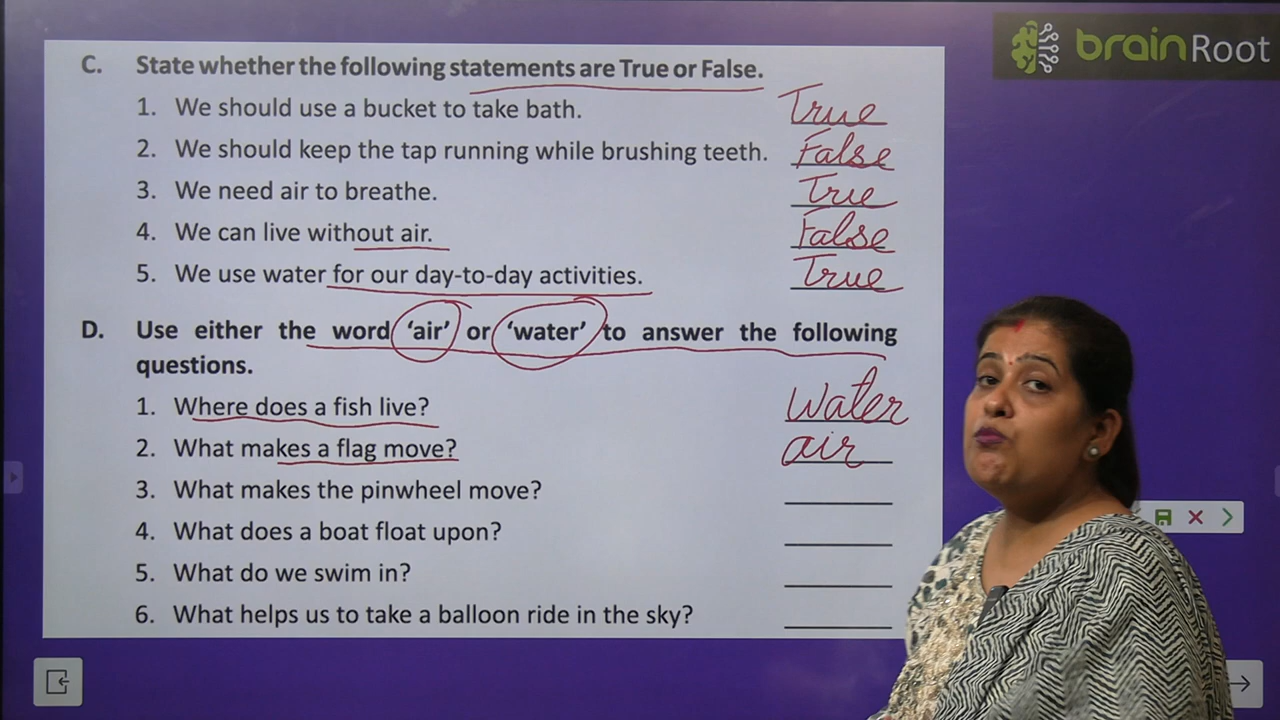 brainRoot
C. State whether the following statements are True or False.
1. We should use a bucket to take bath. True
2. We should keep the tap running while brushing teeth. False
3. We need air to breathe. True
4. We can live without air. False
5. We use water for our day-to-day activities. True
D. Use either the word ‘air’ or ‘water’ to answer the following
questions.
1. Where does a fish live? Water
2. What makes a flag move? air
3. What makes the pinwheel move?
4. What does a boat float upon?
5. What do we swim in?
6. What helps us to take a balloon ride in the sky?